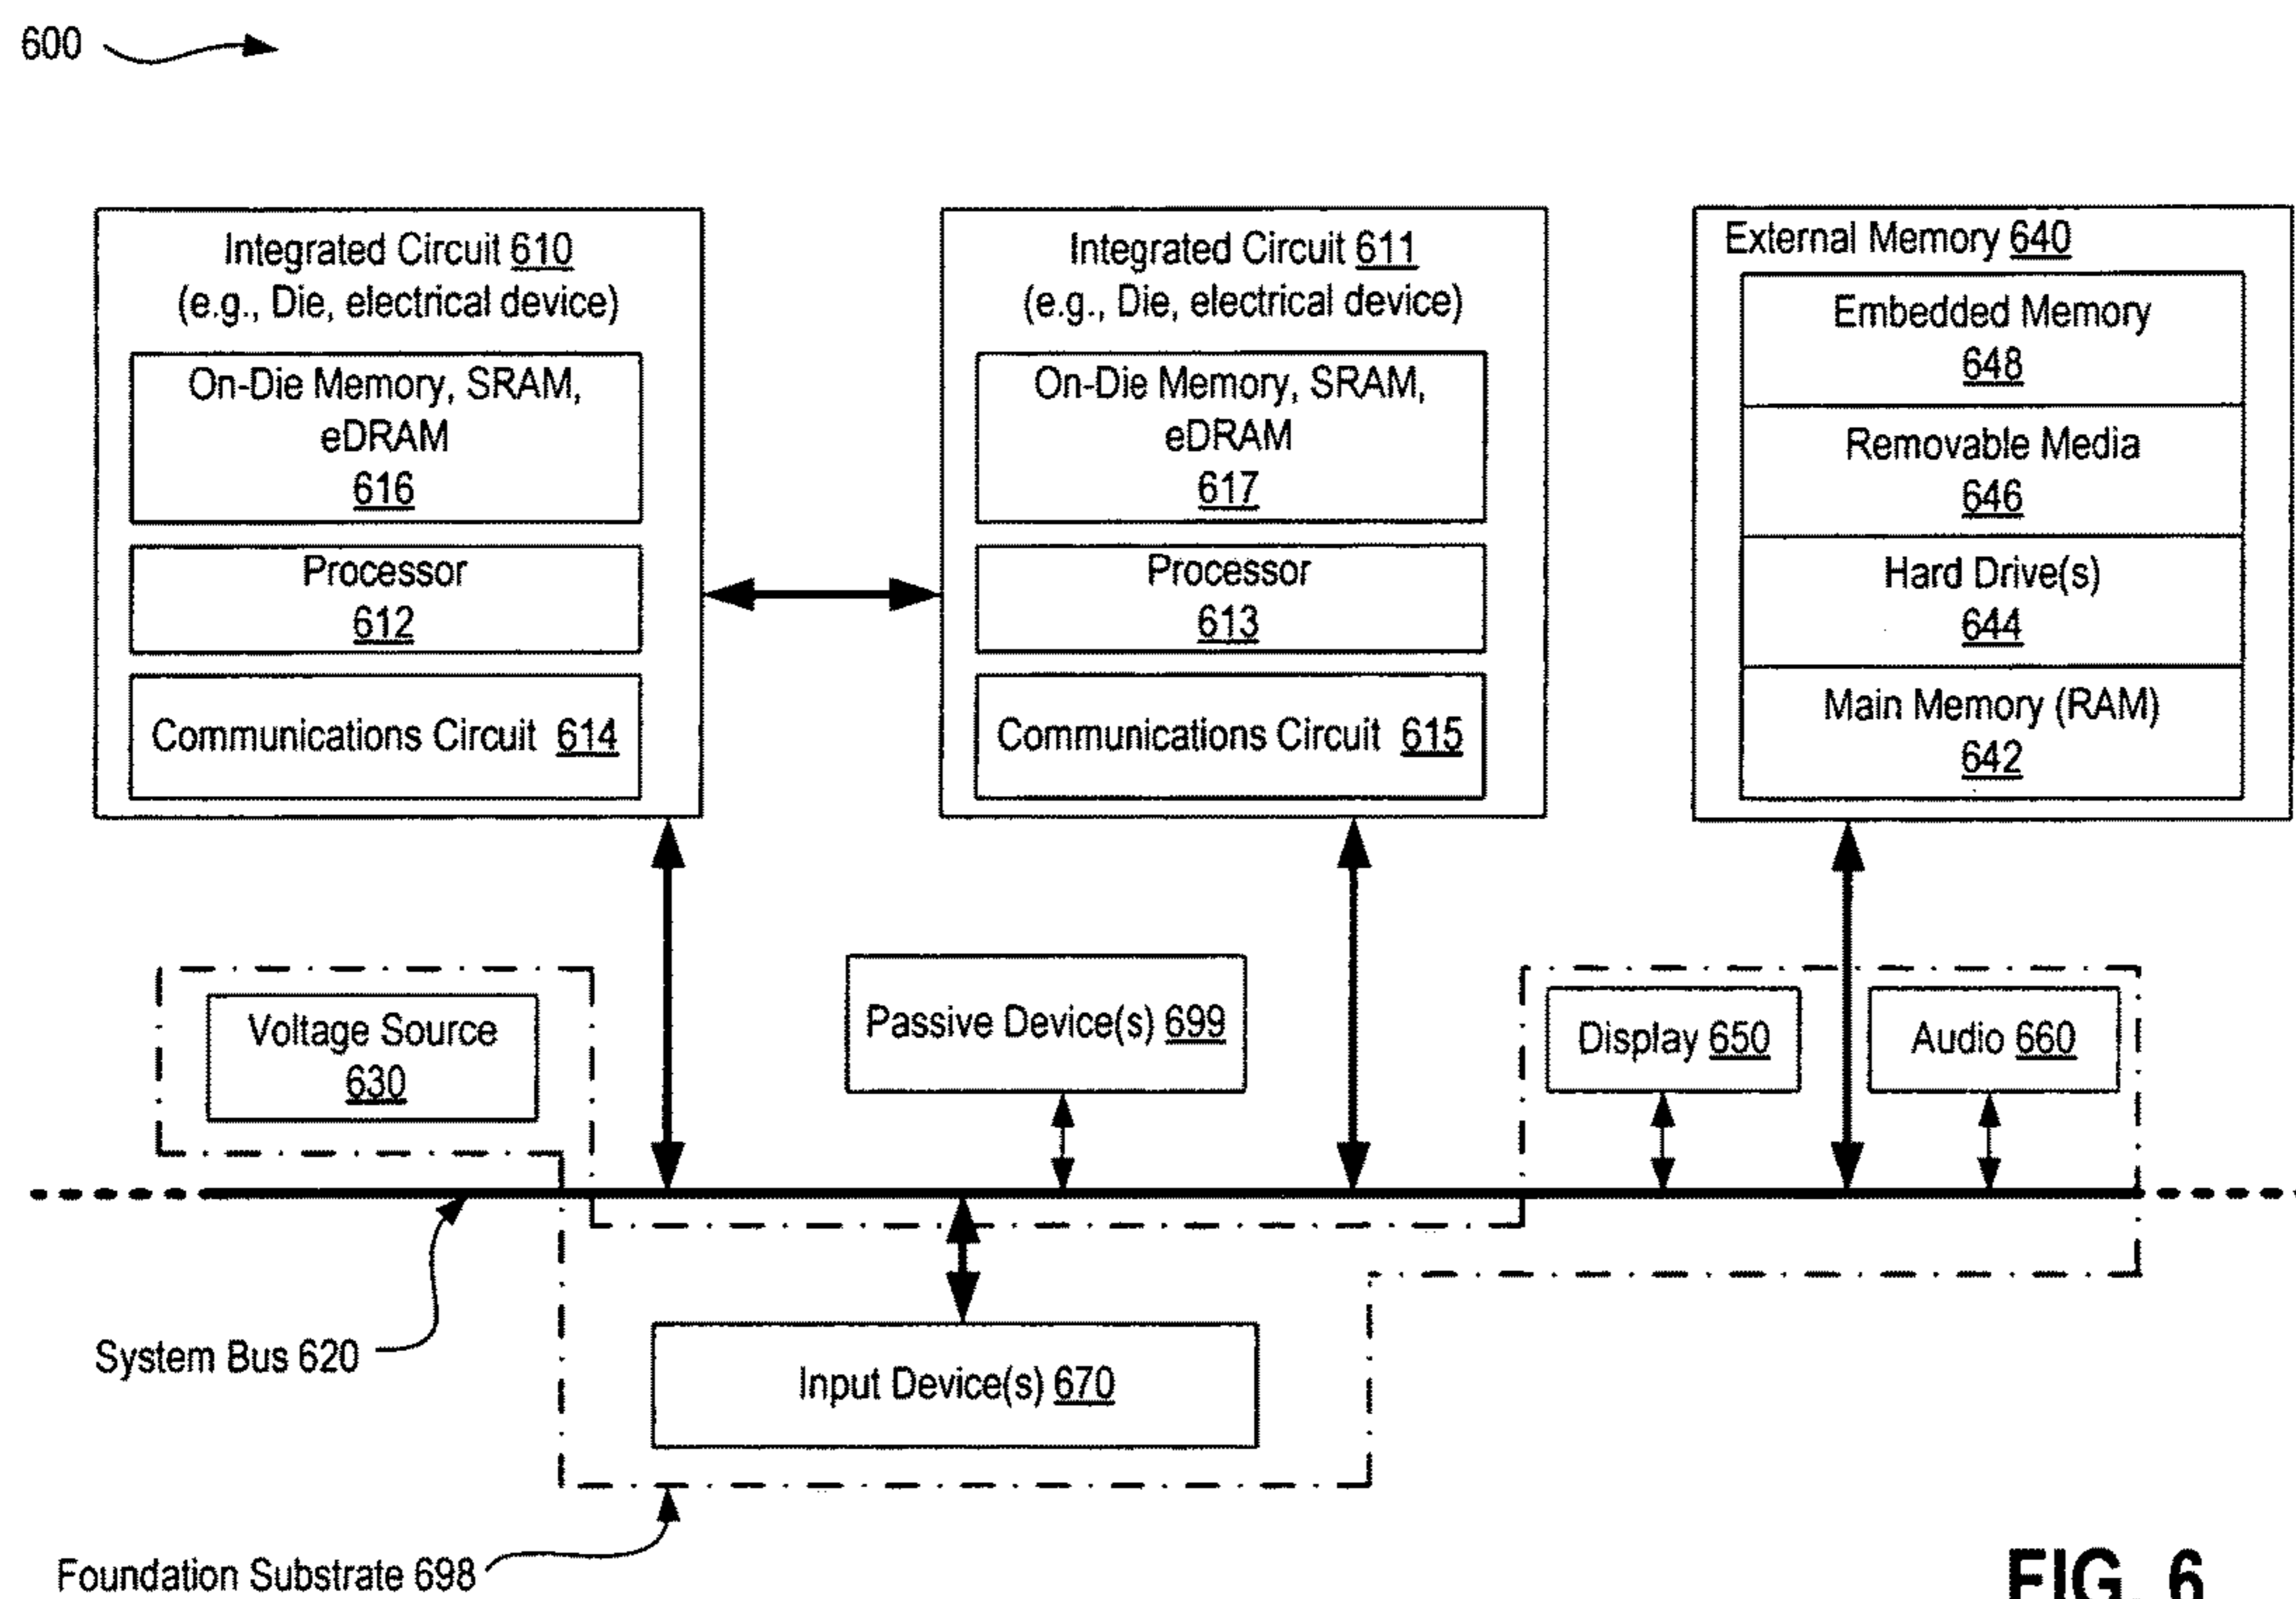 600
Integrated Circuit 610
(e.g., Die, electrical device)
On-Die Memory, SRAM,
eDRAM
616
Processor
612
Communications Circuit 614
Integrated Circuit 611
(e.g., Die, electrical device)
On-Die Memory, SRAM,
eDRAM
617
Processor
613
Communications Circuit 615
External Memory 640
Embedded Memory
648
Removable Media
646
Hard Drive(s)
644
Main Memory (RAM)
642
Voltage Source
630
Passive Device(s) 699
Display 650
Audio 660
System Bus 620
Input Device(s) 670
Foundation Substrate 698
FIG. 6